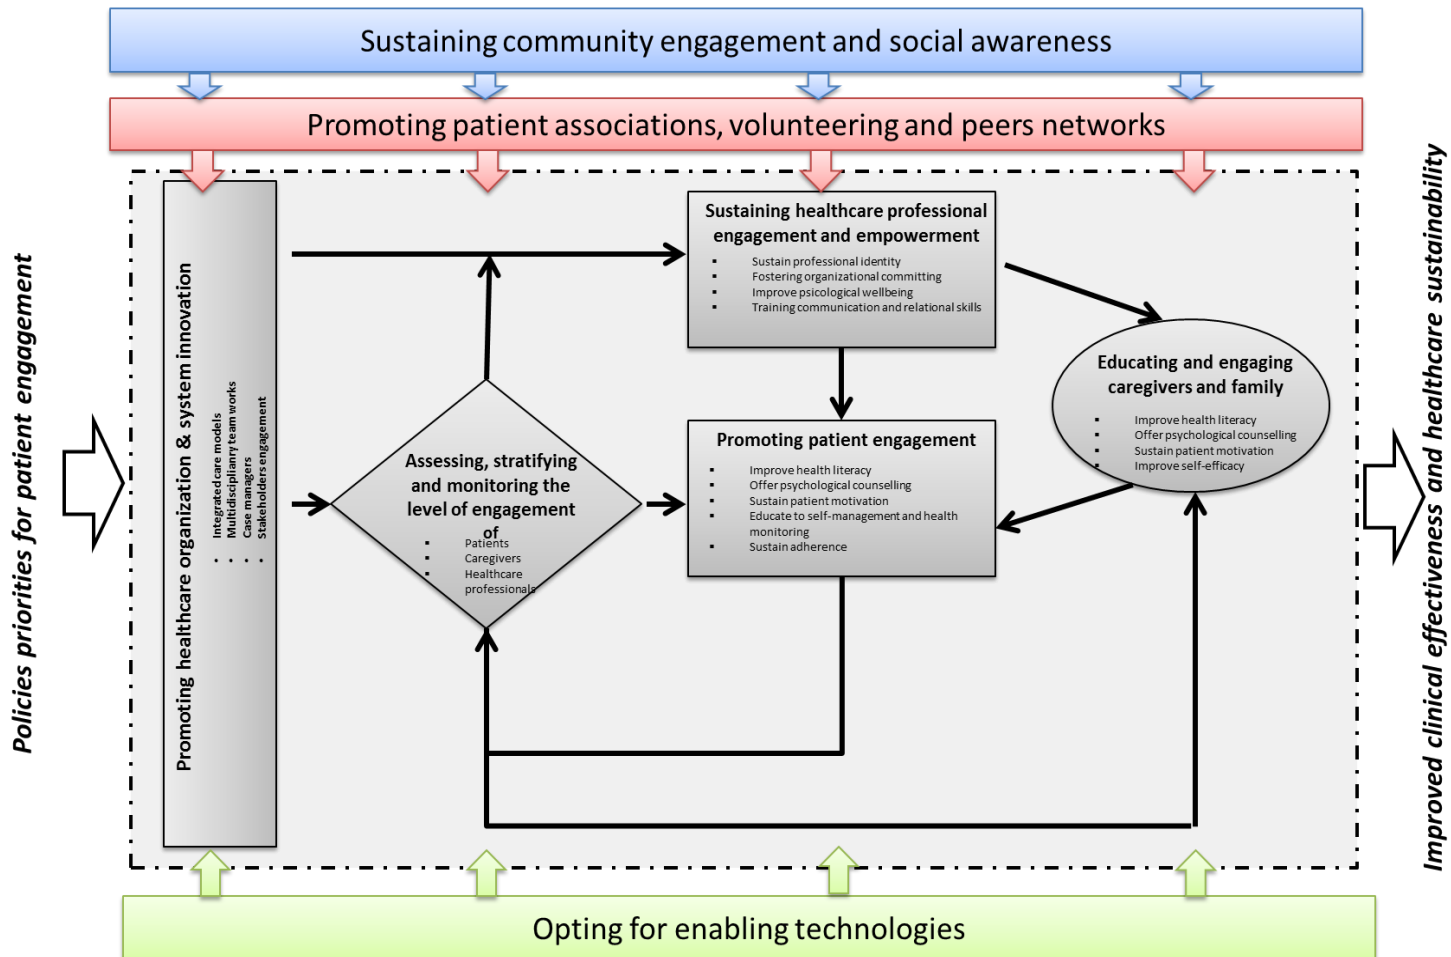 Sustaining community engagement and social awareness
Promoting patient associations, volunteering and peers networks
Policies priorities for patient engagement
Promoting healthcare organization & system innovation
• Integrated care models
• Multidisciplianry team works
• Case managers
• Stakeholders engagement
Assessing, stratifying
and monitoring the
level of engagement
of
▪ Patients
▪ Caregivers
▪ Healthcare
professionals
Sustaining healthcare professional
engagement and empowerment
▪ Sustain professional identity
▪ Fostering organizational committing
▪ Improve psicological wellbeing
▪ Training communication and relational skills
Promoting patient engagement
▪ Improve health literacy
▪ Offer psychological counselling
▪ Sustain patient motivation
▪ Educate to self-management and health
monitoring
▪ Sustain adherence
Educating and engaging
caregivers and family
▪ Improve health literacy
▪ Offer psychological counselling
▪ Sustain patient motivation
▪ Improve self-efficacy
Improved clinical effectiveness and healthcare sustainability
Opting for enabling technologies